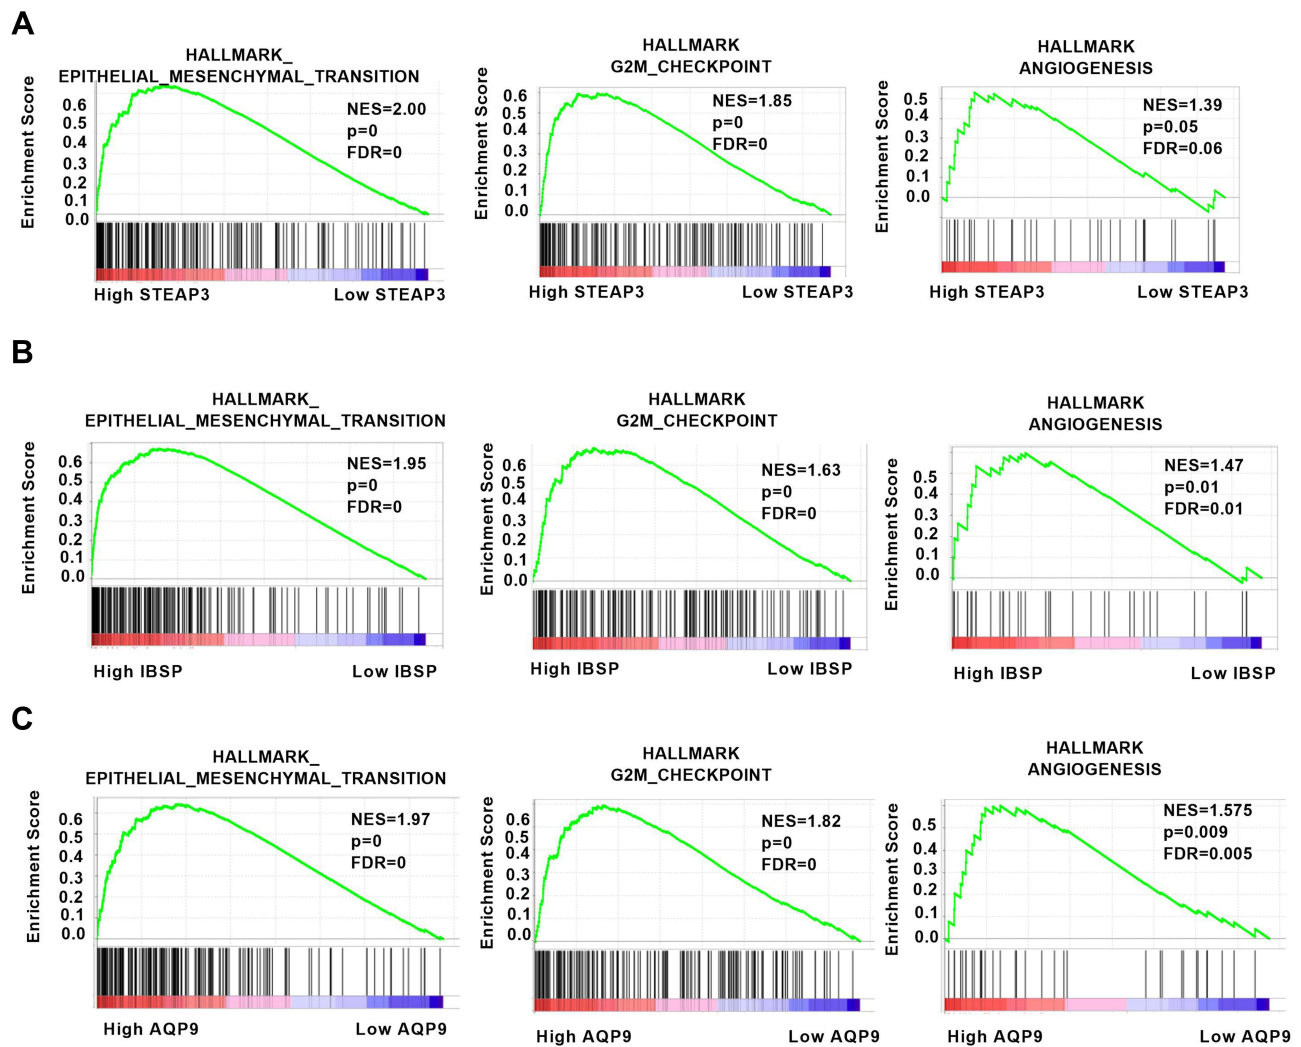 A
HALLMARK_
EPITHELIAL_MESENCHYMAL_TRANSITION
Enrichment Score
0.6
0.5
0.4
0.3
0.2
0.1
0.0
NES=2.00
p=0
FDR=0
High STEAP3 Low STEAP3
HALLMARK
G2M_CHECKPOINT
Enrichment Score
0.6
0.5
0.4
0.3
0.2
0.1
0.0
NES=1.85
p=0
FDR=0
High STEAP3 Low STEAP3
HALLMARK
ANGIOGENESIS
Enrichment Score
0.5
0.4
0.3
0.2
0.1
0.0
NES=1.39
p=0.05
FDR=0.06
High STEAP3 Low STEAP3
B
HALLMARK_
EPITHELIAL_MESENCHYMAL_TRANSITION
Enrichment Score
0.6
0.5
0.4
0.3
0.2
0.1
0.0
NES=1.95
p=0
FDR=0
High IBSP Low IBSP
HALLMARK
G2M_CHECKPOINT
Enrichment Score
0.6
0.5
0.4
0.3
0.2
0.1
0.0
NES=1.63
p=0
FDR=0
High IBSP Low IBSP
HALLMARK
ANGIOGENESIS
Enrichment Score
0.5
0.4
0.3
0.2
0.1
0.0
NES=1.47
p=0.01
FDR=0.01
High IBSP Low IBSP
C
HALLMARK_
EPITHELIAL_MESENCHYMAL_TRANSITION
Enrichment Score
0.6
0.5
0.4
0.3
0.2
0.1
0.0
NES=1.97
p=0
FDR=0
High AQP9 Low AQP9
HALLMARK
G2M_CHECKPOINT
Enrichment Score
0.6
0.5
0.4
0.3
0.2
0.1
0.0
NES=1.82
p=0
FDR=0
High AQP9 Low AQP9
HALLMARK
ANGIOGENESIS
Enrichment Score
0.5
0.4
0.3
0.2
0.1
0.0
NES=1.575
p=0.009
FDR=0.005
High AQP9 Low AQP9